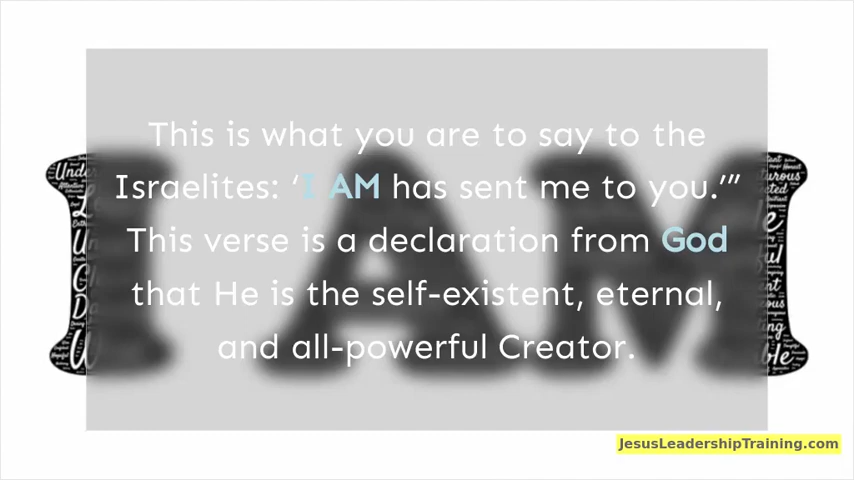 This is what you are to say to the
Israelites: ‘I AM has sent me to you.’”
This verse is a declaration from God
that He is the self-existent, eternal,
and all-powerful Creator.
I AM
JesusLeadershipTraining.com